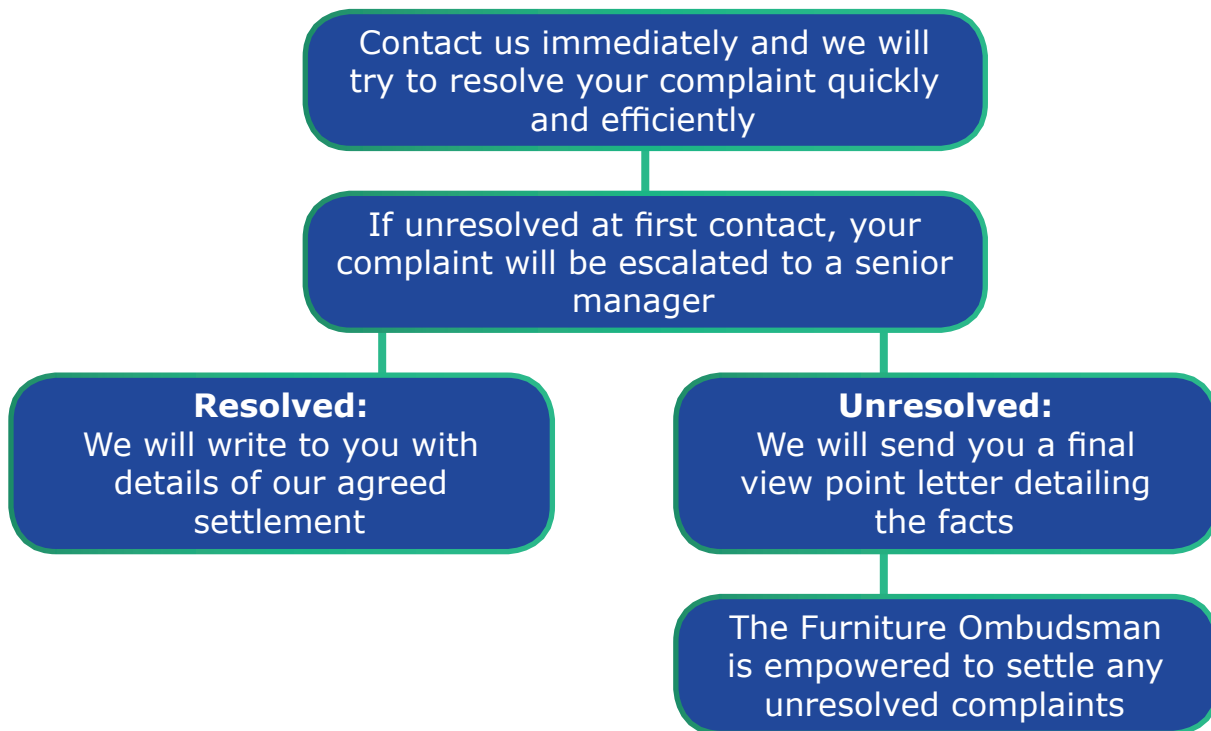 Contact us immediately and we will
try to resolve your complaint quickly
and efficiently
If unresolved at first contact, your
complaint will be escalated to a senior
manager
Resolved:
We will write to you with
details of our agreed
settlement
Unresolved:
We will send you a final
view point letter detailing
the facts
The Furniture Ombudsman
is empowered to settle any
unresolved complaints